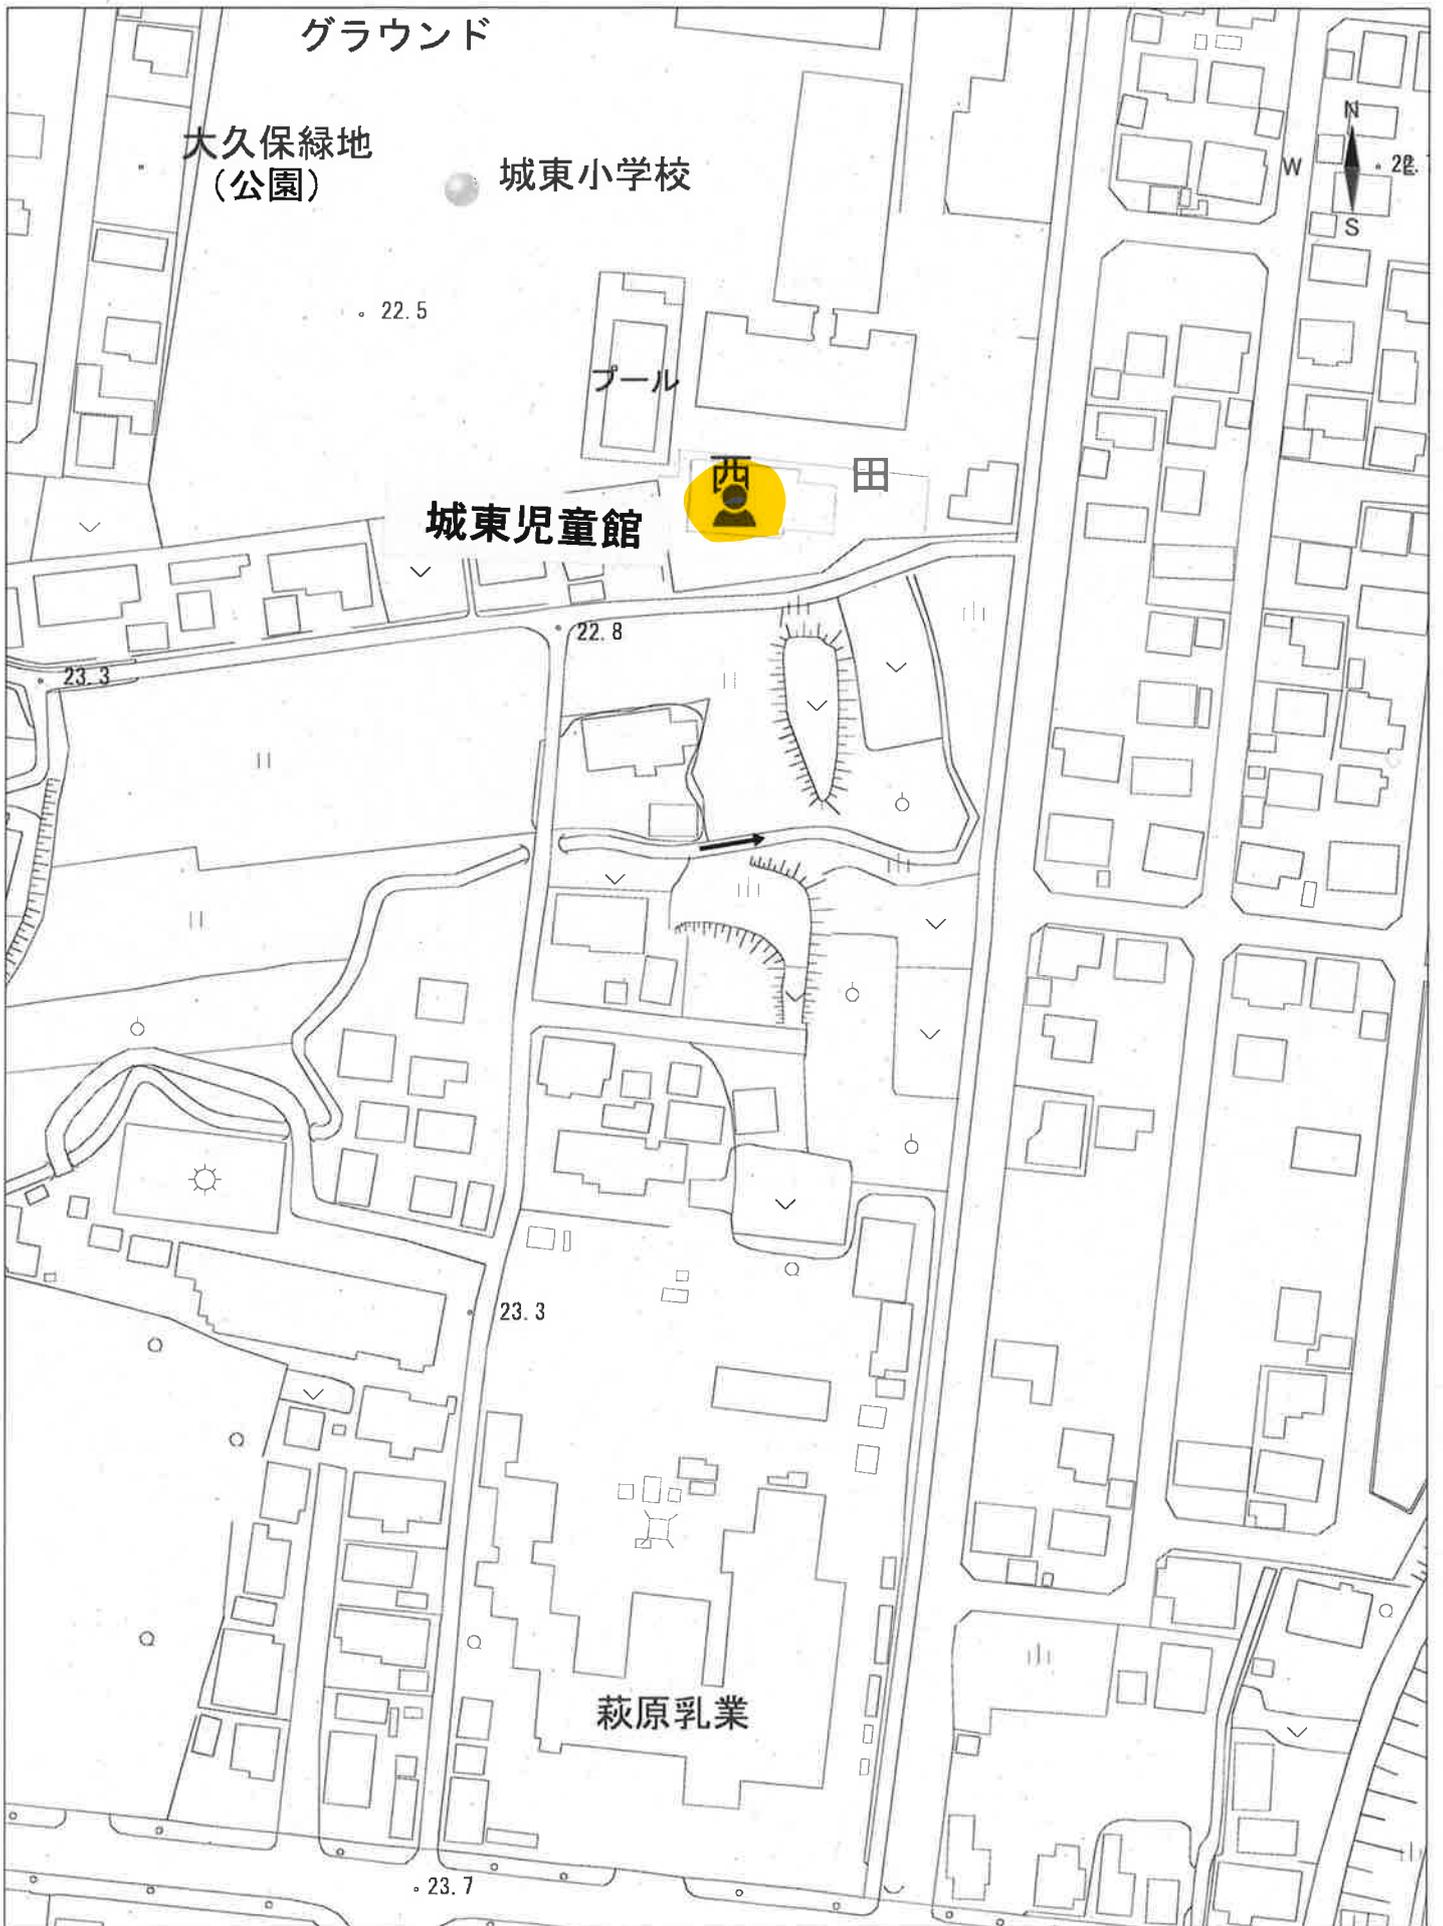 グラウンド
大久保緑地
（公園）
城東小学校
N
W
S
22.5
プール
西 田
城東児童館
22.8
23.3
23.3
萩原乳業
23.7